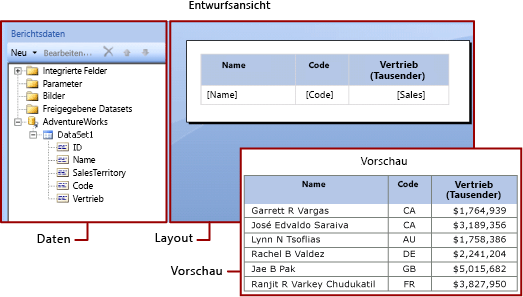 Entwurfsansicht
Berichtsdaten
Neu Bearbeiten...
Integrierte Felder
Parameter
Bilder
Freigegebene Datasets
AdventureWorks
DataSet1
ID
Name
SalesTerritory
Code
Vertrieb
Name Code Vertrieb (Tausender)
[Name] [Code] [Sales]
Vorschau
Name Code Vertrieb (Tausender)
Garrett R Vargas CA $1,764,939
José Edvaldo Saraiva CA $3,189,356
Lynn N Tsoflias AU $1,758,386
Rachel B Valdez DE $2,241,204
Jae B Pak GB $5,015,682
Ranjit R Varkey Chudukatil FR $3,827,950
Daten
Layout
Vorschau